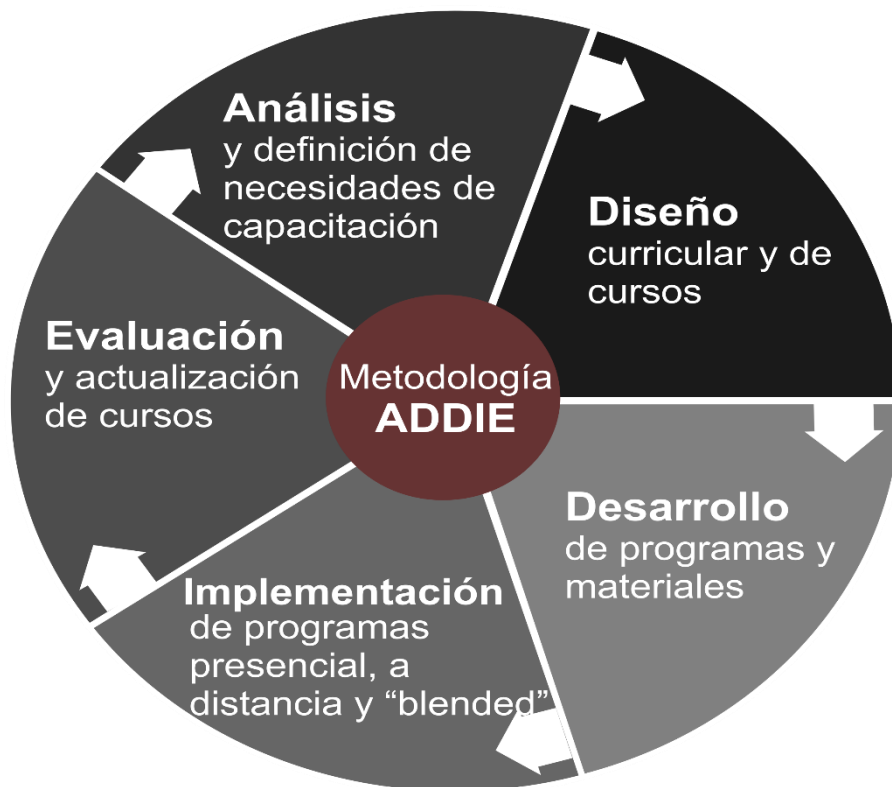 Análisis
y definición de
necesidades de
capacitación
Diseño
curricular y de
cursos
Desarrollo
de programas y
materiales
Implementación
de programas
presencial, a
distancia y “blended”
Evaluación
y actualización
de cursos
Metodología
ADDIE